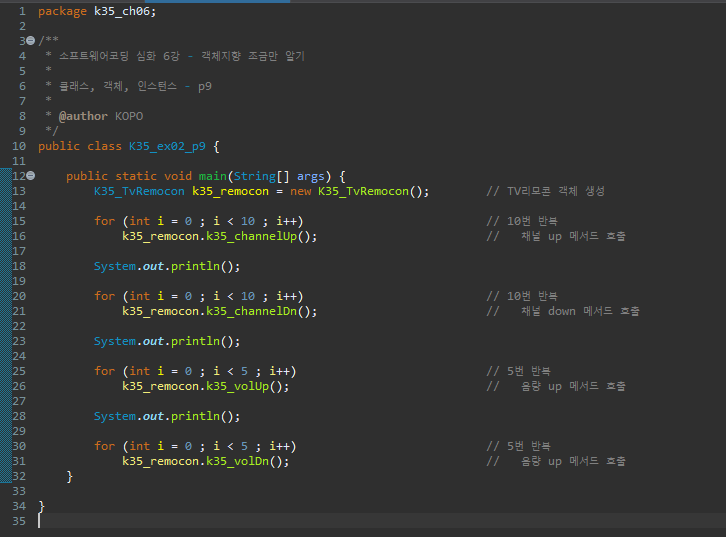 1 package k35_ch06;
2
3 /**
4  * 소프트웨어코딩 심화 6강 - 객체지향 조금만 알기
5  *
6  * 클래스, 객체, 인스턴스 - p9
7  *
8  * @author KOPO
9  */
10 public class K35_ex02_p9 {
11
12     public static void main(String[] args) {
13         K35_TvRemocon k35_remocon = new K35_TvRemocon();        // TV리모콘 객체 생성
14
15         for (int i = 0 ; i < 10 ; i++)                          // 10번 반복
16             k35_remocon.k35_channelUp();                        //   채널 up 메서드 호출
17
18         System.out.println();
19
20         for (int i = 0 ; i < 10 ; i++)                          // 10번 반복
21             k35_remocon.k35_channelDn();                        //   채널 down 메서드 호출
22
23         System.out.println();
24
25         for (int i = 0 ; i < 5 ; i++)                           // 5번 반복
26             k35_remocon.k35_volUp();                            //   음량 up 메서드 호출
27
28         System.out.println();
29
30         for (int i = 0 ; i < 5 ; i++)                           // 5번 반복
31             k35_remocon.k35_volDn();                            //   음량 up 메서드 호출
32     }
33
34 }
35